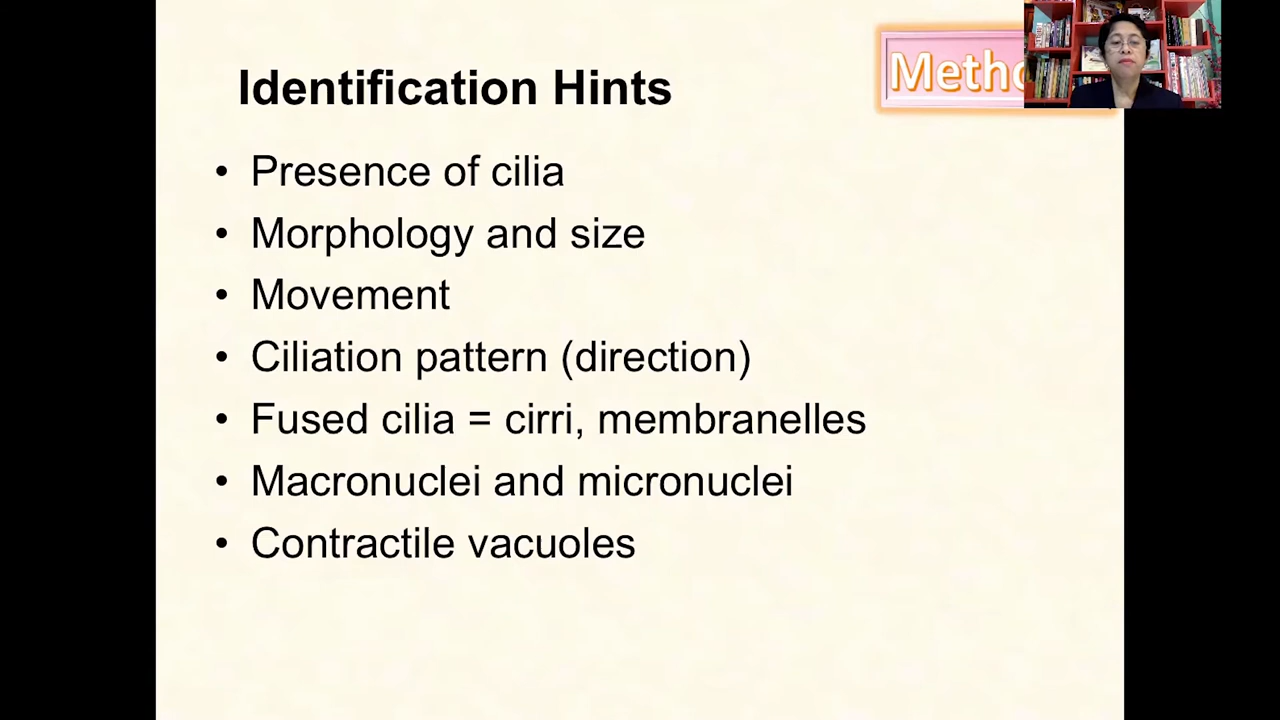 Identification Hints
• Presence of cilia
• Morphology and size
• Movement
• Ciliation pattern (direction)
• Fused cilia = cirri, membranelles
• Macronuclei and micronuclei
• Contractile vacuoles